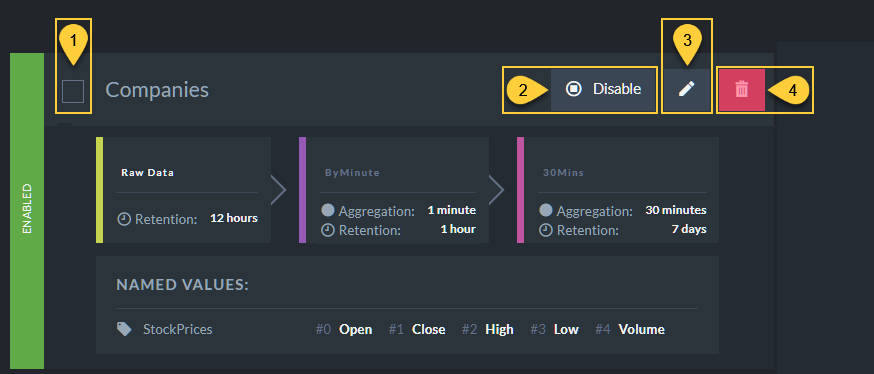 1
3
Companies
2
Disable
4
ENABLED
Raw Data
Retention: 12 hours
ByMinute
Aggregation: 1 minute
Retention: 1 hour
30Mins
Aggregation: 30 minutes
Retention: 7 days
NAMED VALUES:
StockPrices #0 Open #1 Close #2 High #3 Low #4 Volume